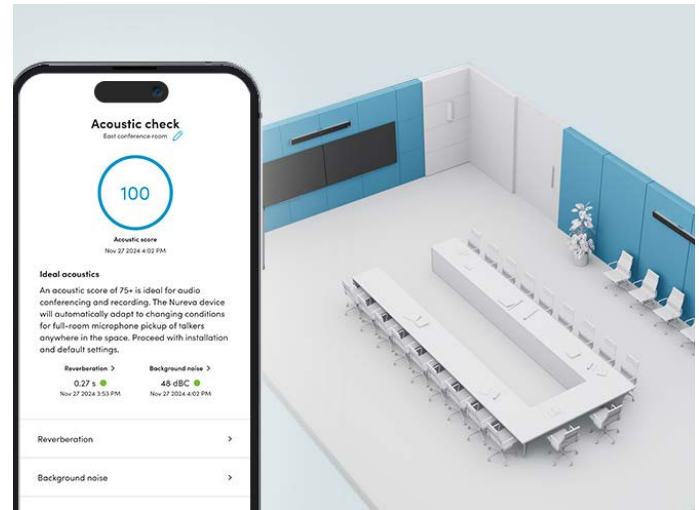 Acoustic check
East conference room
100
Acoustic score
Nov 27 2024 4:02 PM
Ideal acoustics
An acoustic score of 75+ is ideal for audio
conferencing and recording. The Nureva device
will automatically adapt to changing conditions
for full-room microphone pickup of talkers
anywhere in the space. Proceed with installation
and default settings.
Reverberation >
Background noise >
0.27 s
48 dBC
Nov 27 2024 3:53 PM
Nov 27 2024 4:02 PM
Reverberation >
Background noise >